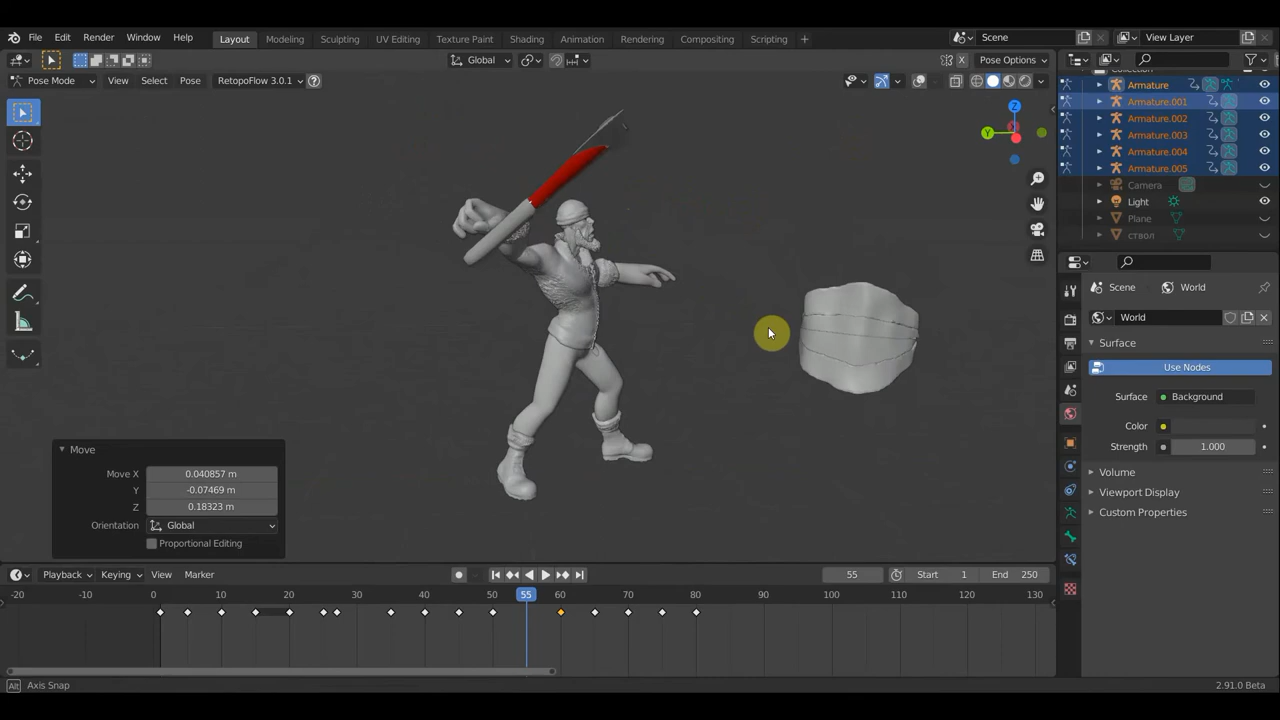 File Edit Render Window Help Layout Modeling Sculpting UV Editing Texture Paint Shading Animation Rendering Compositing Scripting + Scene View Layer
Global Pose Options
Pose Mode View Select Pose RetopoFlow 3.0.1
X
Z
Y
Armature
Armature.001
Armature.002
Armature.003
Armature.004
Armature.005
Camera
Light
Plane
ствол
Scene World
World
Surface
Use Nodes
Surface Background
Color
Strength 1.000
Volume
Viewport Display
Custom Properties
Move
Move X 0.040857 m
Y -0.07469 m
Z 0.18323 m
Orientation Global
Proportional Editing
Playback Keying View Marker 55 Start 1 End 250
-20 -10 0 10 20 30 40 50 55 60 70 80 90 100 110 120 130
Alt Axis Snap 2.91.0 Beta